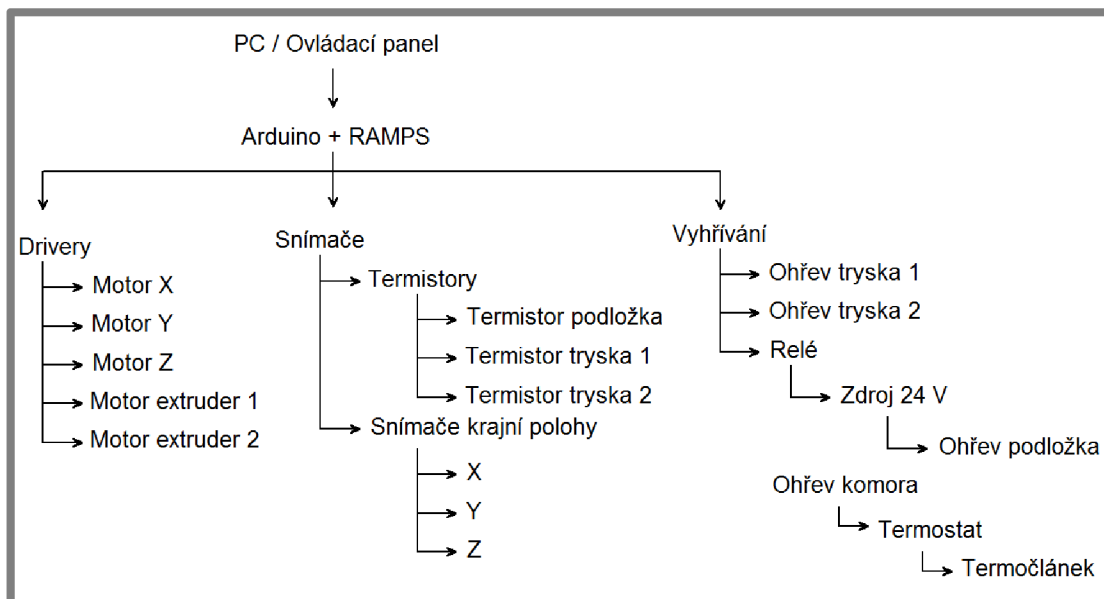 PC / Ovládací panel
Arduino + RAMPS
Drivery
Motor X
Motor Y
Motor Z
Motor extruder 1
Motor extruder 2
Snímače
Termistory
Termistor podložka
Termistor tryska 1
Termistor tryska 2
Snímače krajní polohy
X
Y
Z
Vyhřívání
Ohřev tryska 1
Ohřev tryska 2
Relé
Zdroj 24 V
Ohřev podložka
Ohřev komora
Termostat
Termočlánek